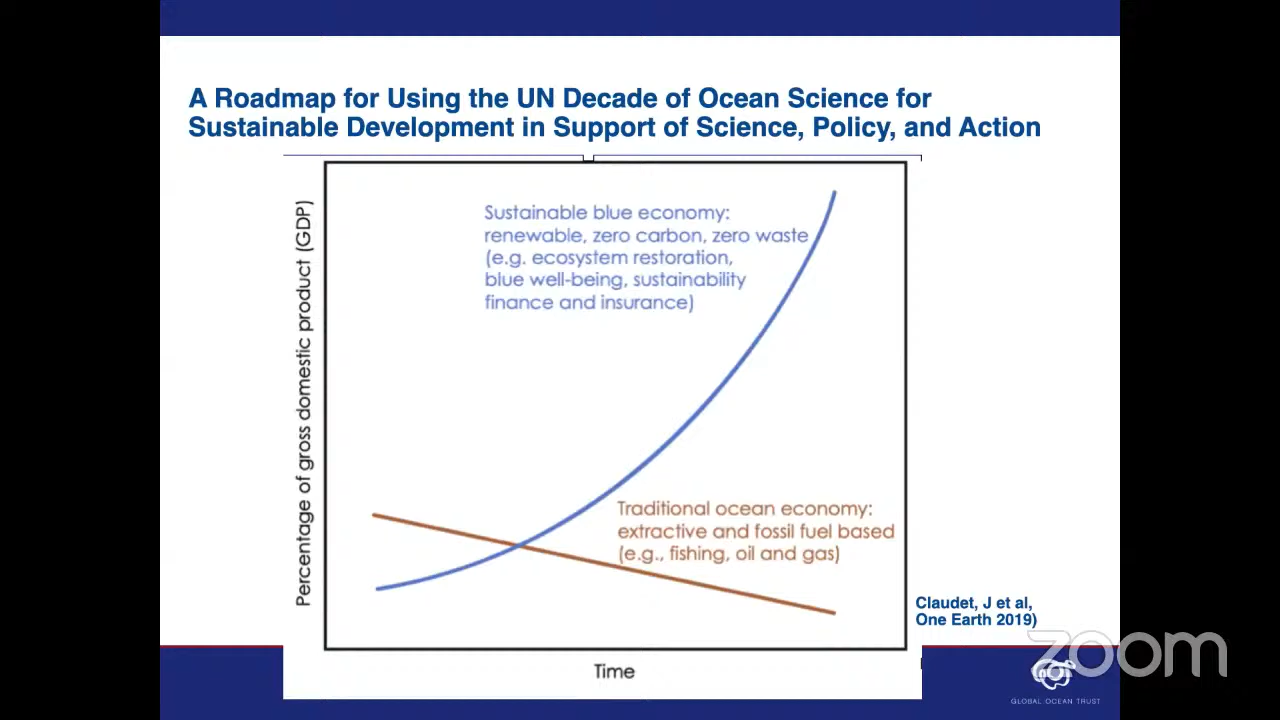 A Roadmap for Using the UN Decade of Ocean Science for
Sustainable Development in Support of Science, Policy, and Action
Percentage of gross domestic product (GDP)
Sustainable blue economy:
renewable, zero carbon, zero waste
(e.g. ecosystem restoration,
blue well-being, sustainability
finance and insurance)
Traditional ocean economy:
extractive and fossil fuel based
(e.g., fishing, oil and gas)
Time
Claudet, J et al,
One Earth 2019)
zoom
GLOBAL OCEAN TRUST